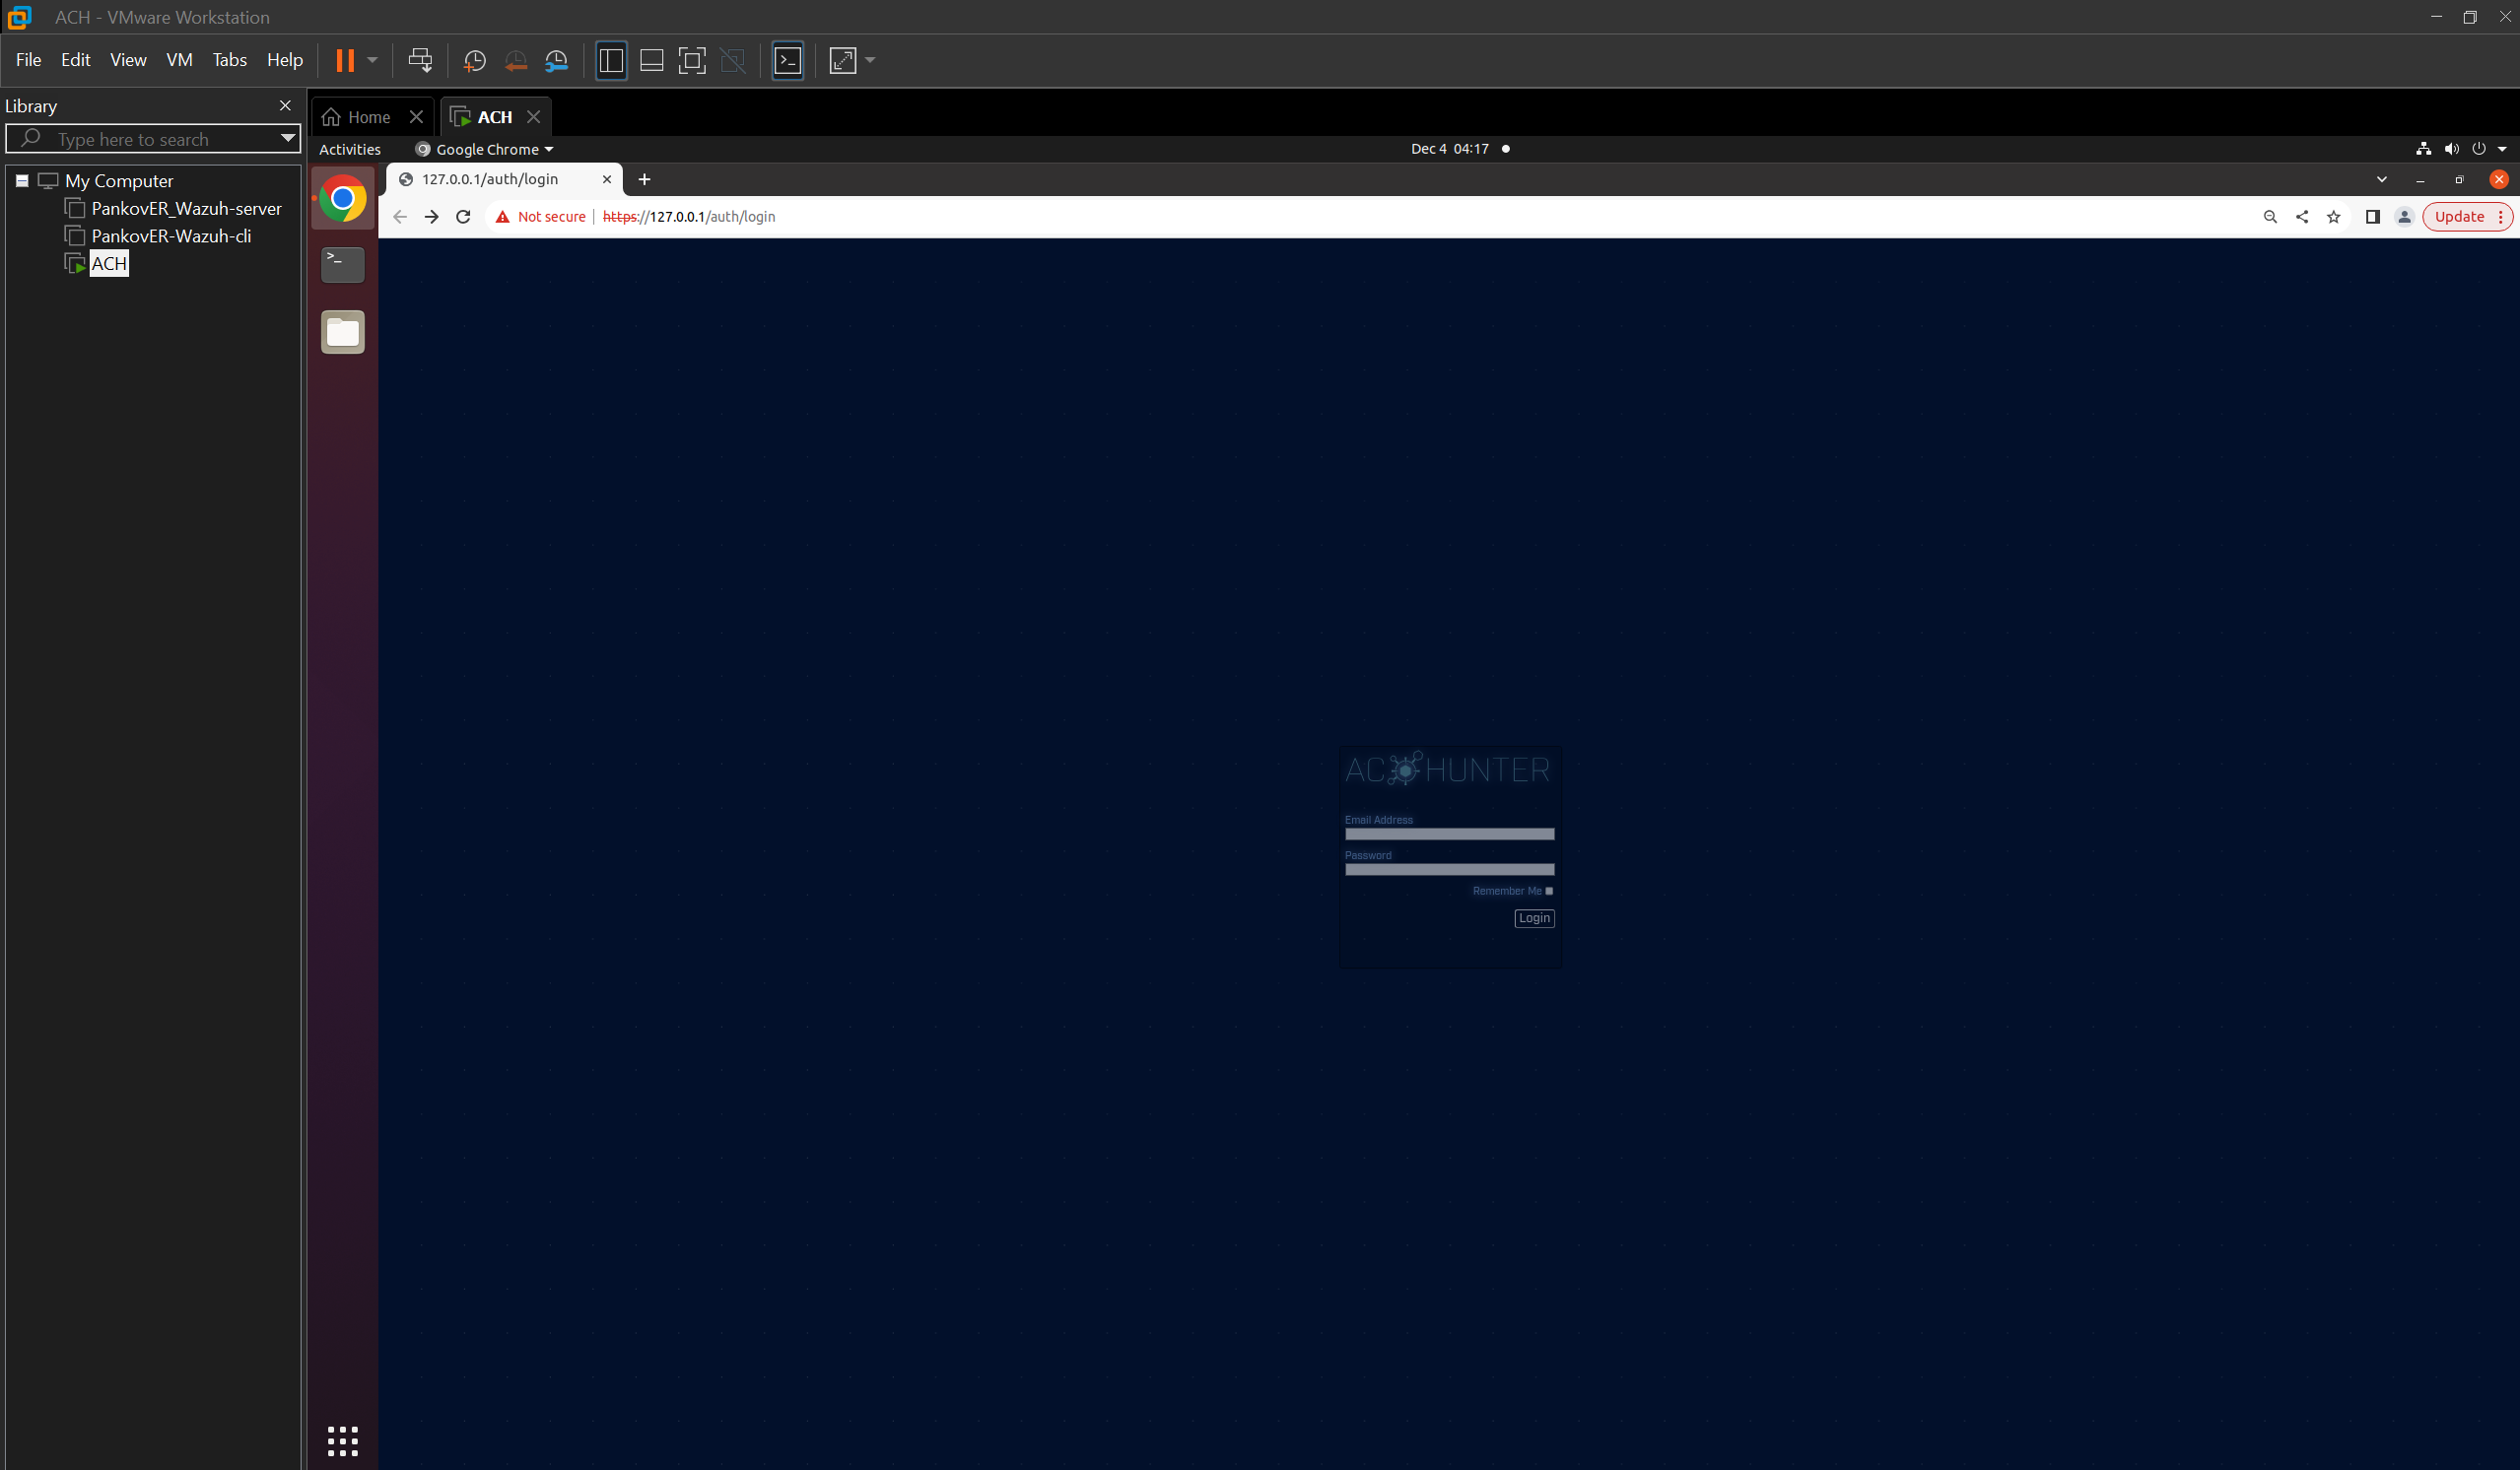 ACH - VMware Workstation
File Edit View VM Tabs Help
Library
Type here to search
My Computer
PankovER_Wazuh-server
PankovER-Wazuh-cli
ACH
Home
ACH
Activities
Google Chrome
Dec 4 04:17
127.0.0.1/auth/login
Not secure
https://127.0.0.1/auth/login
Update
AC HUNTER
Email Address
Password
Remember Me
Login